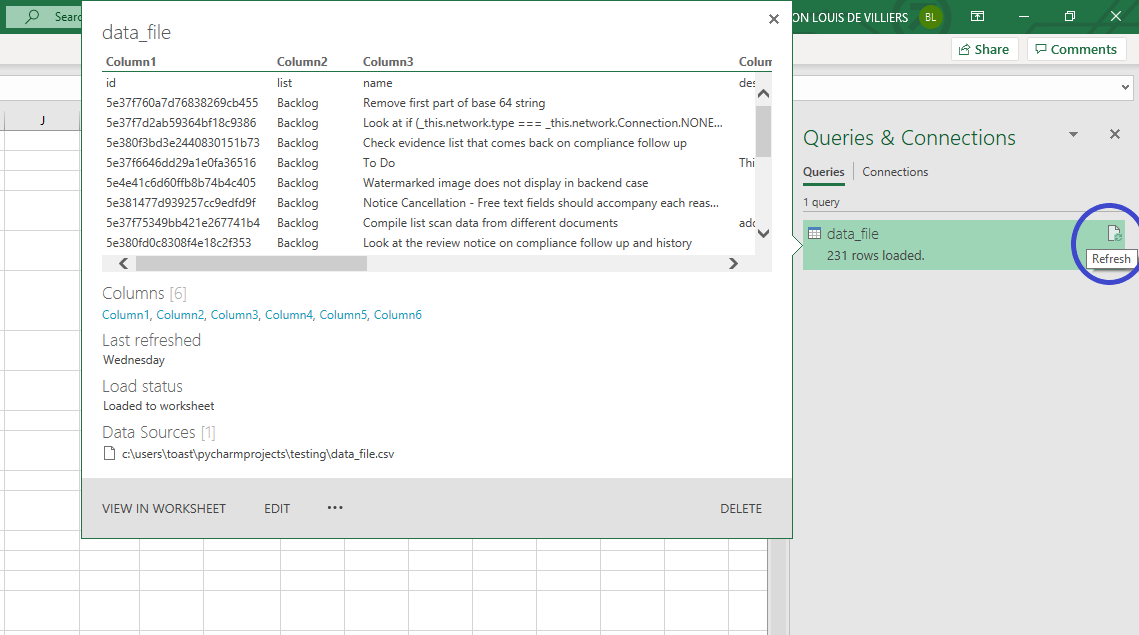 Searc
ON LOUIS DE VILLIERS BL
Share Comments
J
data_file
Column1 Column2 Column3 Colum
id list name des
5e37f760a7d76838269cb455 Backlog Remove first part of base 64 string
5e37f7d2ab59364bf18c9386 Backlog Look at if (_this.network.type === _this.network.Connection.NONE...
5e380f3bd3e2440830151b73 Backlog Check evidence list that comes back on compliance follow up
5e37f6646dd29a1e0fa36516 Backlog To Do Thi
5e4e41c6d60ffb8b74b4c405 Backlog Watermarked image does not display in backend case
5e381477d939257cc9edfd9f Backlog Notice Cancellation - Free text fields should accompany each reas...
5e37f75349bb421e267741b4 Backlog Compile list scan data from different documents adc
5e380fd0c8308f4e18c2f353 Backlog Look at the review notice on compliance follow up and history
Columns [6]
Column1, Column2, Column3, Column4, Column5, Column6
Last refreshed
Wednesday
Load status
Loaded to worksheet
Data Sources [1]
c:\users\toast\pycharmprojects\testing\data_file.csv
VIEW IN WORKSHEET EDIT ••• DELETE
Queries & Connections
Queries Connections
1 query
data_file
231 rows loaded.
Refresh